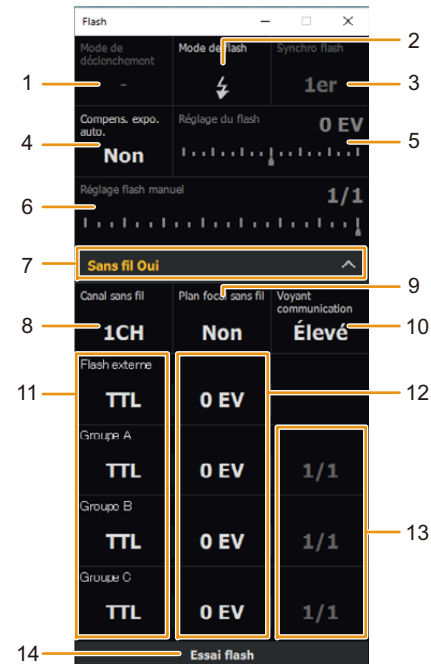 Flash
2
Mode de
déclenchement
Mode de flash
Synchro flash
1
-
1er
3
Compens. expo.
auto.
Réglage du flash
0 EV
4
Non
5
Réglage flash manuel
1/1
6
7
Sans fil Oui
9
Canal sans fil
Plan focal sans fil
Voyant
communication
8
1CH
Non
Élevé
10
Flash externe
11
TTL
0 EV
12
Groupe A
TTL
0 EV
1/1
Groupe B
TTL
0 EV
1/1
13
Groupe C
TTL
0 EV
1/1
14
Essai flash